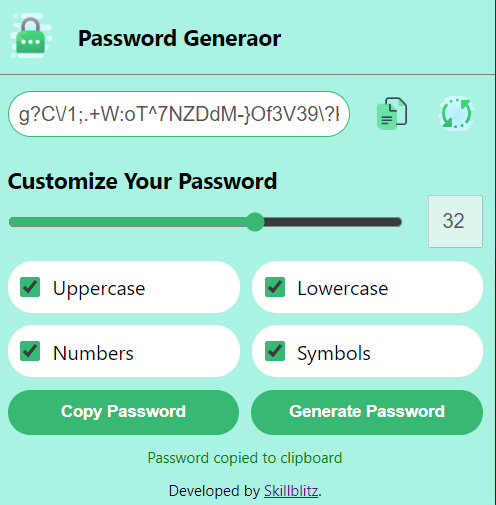 Password Generaor
g?C\/1;.+W:oT^7NZDdM-}Of3V39\?
Customize Your Password
32
Uppercase
Lowercase
Numbers
Symbols
Copy Password
Generate Password
Password copied to clipboard
Developed by Skillblitz.